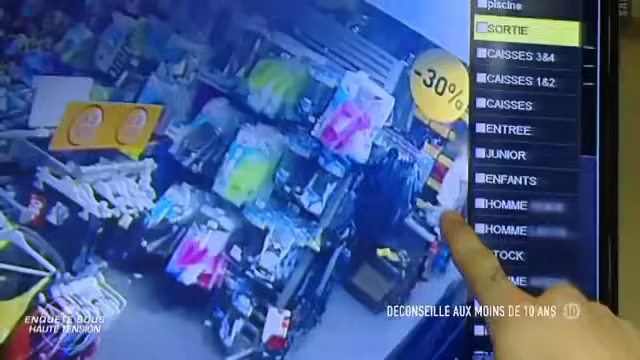 piscine
SORTIE
CAISSES 3&4
CAISSES 1&2
CAISSES
ENTREE
JUNIOR
ENFANTS
HOMME
HOMME
TOCK
-30%
ENQUÊTE SOUS
HAUTE TENSION
DECONSEILLE AUX MOINS DE 10 ANS -10